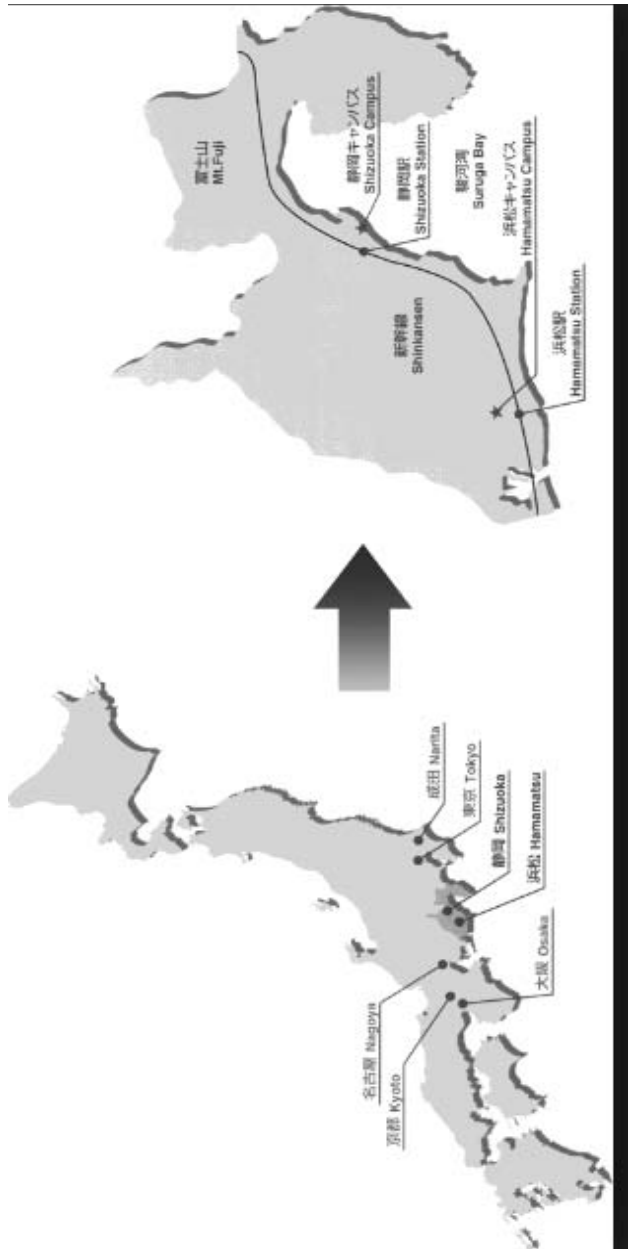 名古屋 Nagoya
京都 Kyoto
成田 Narita
東京 Tokyo
静岡 Shizuoka
浜松 Hamamatsu
大阪 Osaka
富士山
Mt.Fuji
静岡キャンパス
Shizuoka Campus
静岡駅
Shizuoka Station
新幹線
Shinkansen
駿河湾
Suruga Bay
浜松キャンパス
Hamamatsu Campus
浜松駅
Hamamatsu Station